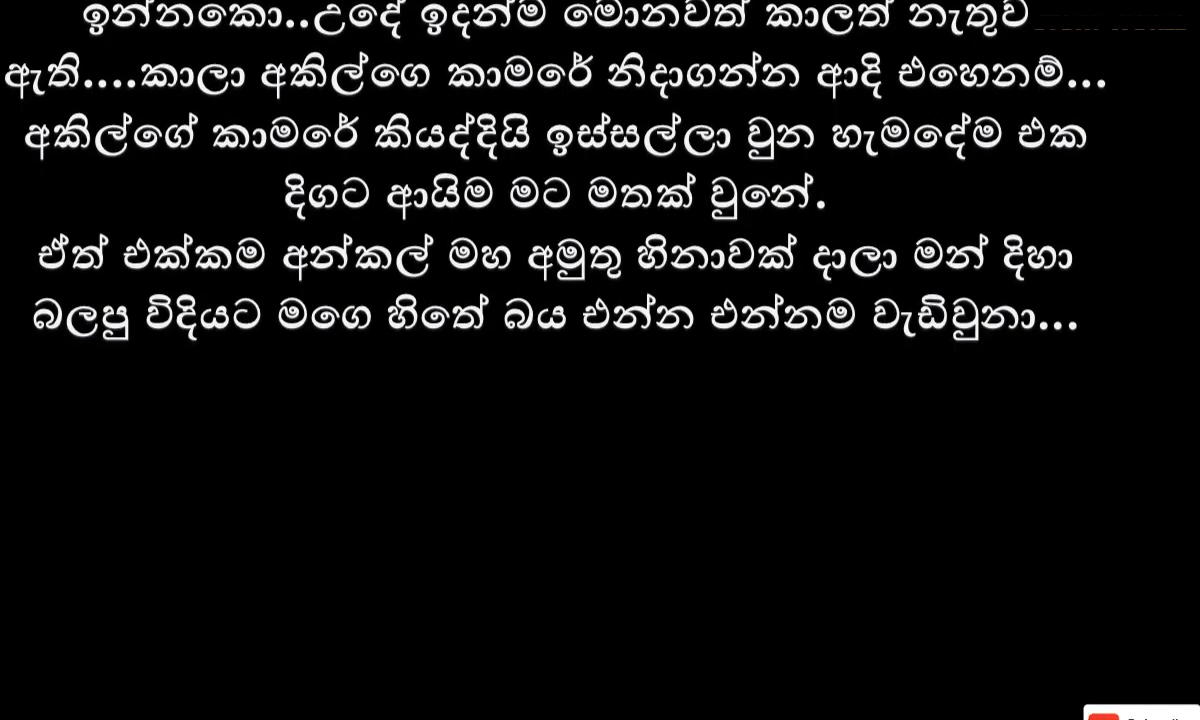 ඉන්නකො..උදේ ඉදන්ම මොනවත් කාලත් නැතුව
ඇති....කාලා අකිල්ගෙ කාමරේ නිදාගන්න ආදි එහෙනම්...
අකිල්ගේ කාමරේ කියද්දියි ඉස්සල්ලා වුන හැමදේම එක
දිගට ආයිම මට මතක් වුනේ.
ඒත් එක්කම අන්කල් මහ අමුතු හිනාවක් දාලා මන් දිහා
බලපු විදියට මගෙ හිතේ බය එන්න එන්නම වැඩිවුනා...